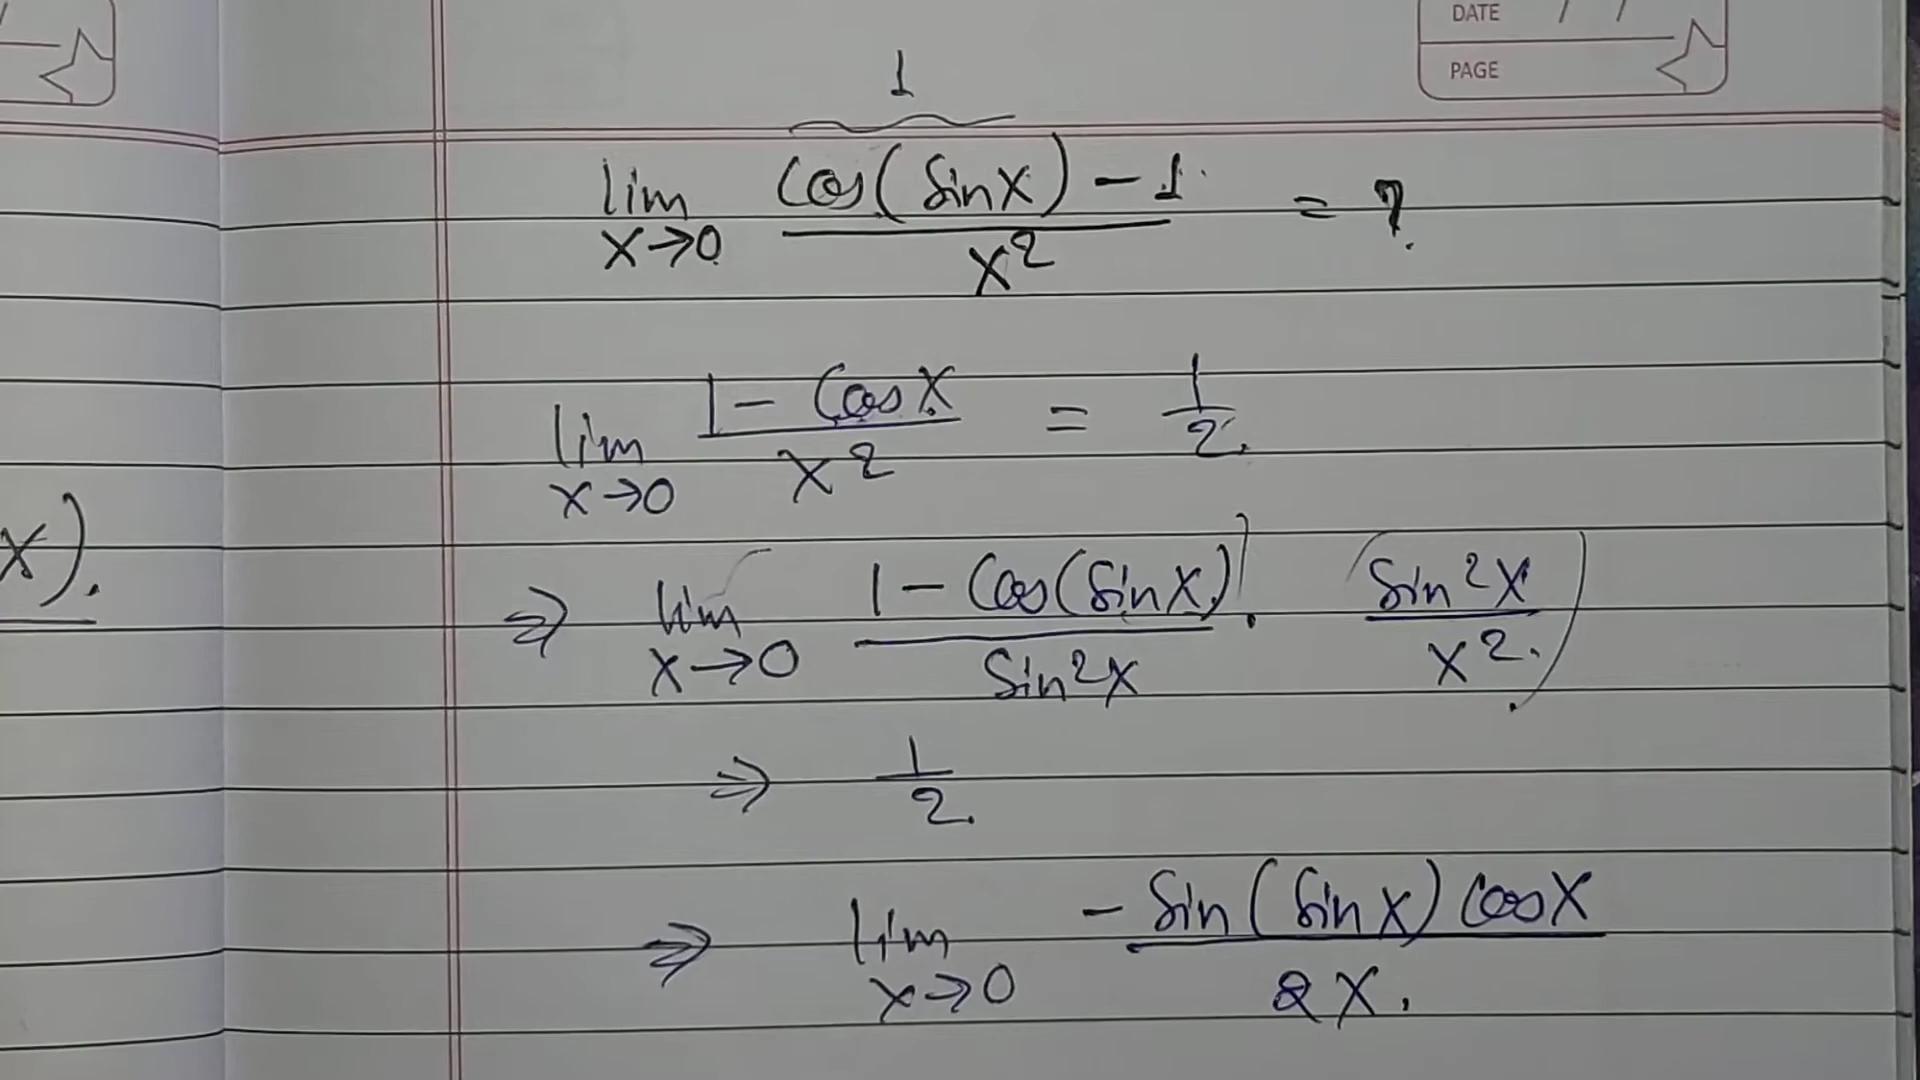 DATE / /
PAGE
1
lim x→0 (cos(sinx) - 1)/x² = ?
lim x→0 (1 - cosx)/x² = 1/2.
x).
⇒ lim x→0 (1 - cos(sinx))/sin²x . (sin²x/x².)
⇒ 1/2.
⇒ lim x→0 (-sin(sinx) cosx)/2x.